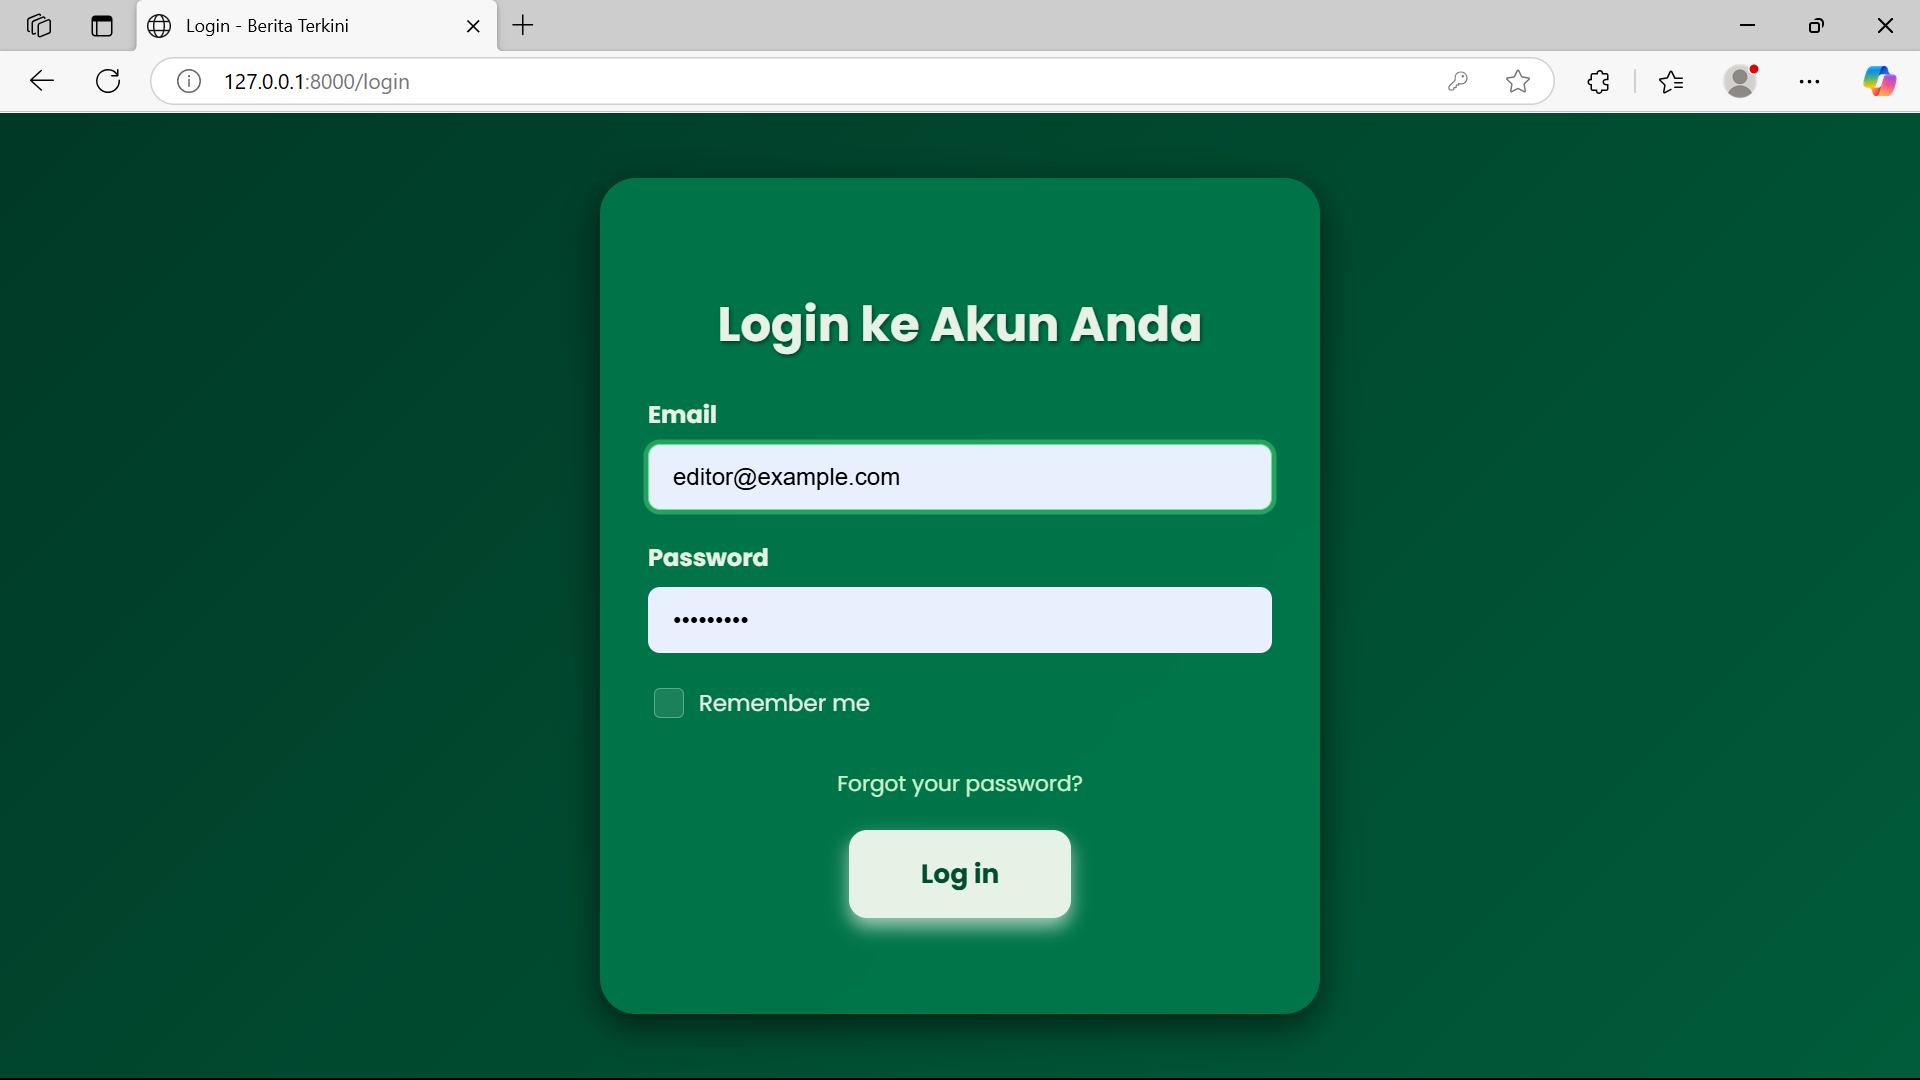 Login - Berita Terkini
127.0.0.1:8000/login
Login ke Akun Anda
Email
editor@example.com
Password
•••••••••
Remember me
Forgot your password?
Log in